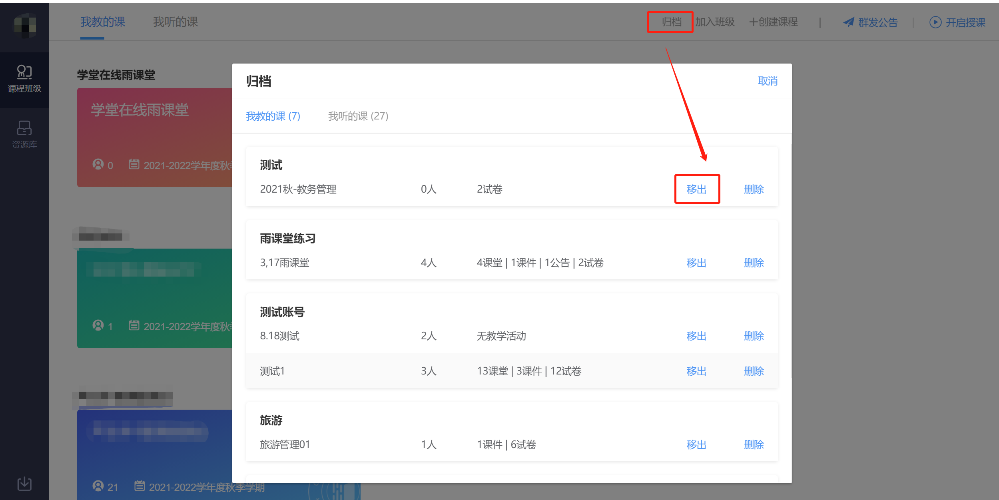 我教的课 我听的课 归档 加入班级 +创建课程 | 群发公告 | 开启授课
课程班级
资源库
学堂在线雨课堂
学堂在线雨课堂
0 2021-2022学年度秋
1 2021-2022学年度秋
21 2021-2022学年度秋季学期
归档 取消
我教的课 (7) 我听的课 (27)
测试
2021秋-教务管理 0人 2试卷 移出 删除
雨课堂练习
3,17雨课堂 4人 4课堂 | 1课件 | 1公告 | 2试卷 移出 删除
测试账号
8.18测试 2人 无教学活动 移出 删除
测试1 3人 13课堂 | 3课件 | 12试卷 移出 删除
旅游
旅游管理01 1人 1课件 | 6试卷 移出 删除